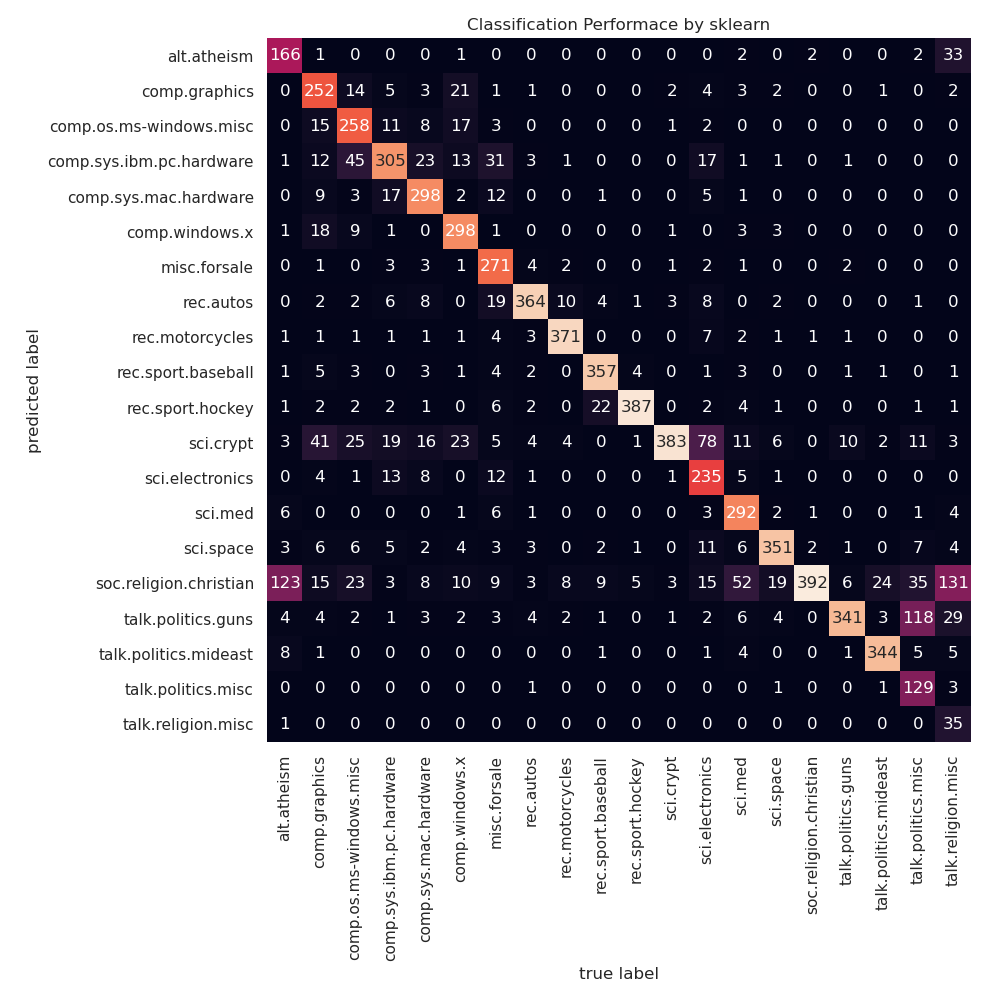 Classification Performace by sklearn
alt.atheism 166 1 0 0 0 1 0 0 0 0 0 0 0 2 0 2 0 0 2 33
comp.graphics 0 252 14 5 3 21 1 1 0 0 0 2 4 3 2 0 0 1 0 2
comp.os.ms-windows.misc 0 15 258 11 8 17 3 0 0 0 0 1 2 0 0 0 0 0 0 0
comp.sys.ibm.pc.hardware 1 12 45 305 23 13 31 3 1 0 0 0 17 1 1 0 1 0 0 0
comp.sys.mac.hardware 0 9 3 17 298 2 12 0 0 1 0 0 5 1 0 0 0 0 0 0
comp.windows.x 1 18 9 1 0 298 1 0 0 0 0 1 0 3 3 0 0 0 0 0
misc.forsale 0 1 0 3 3 1 271 4 2 0 0 1 2 1 0 0 2 0 0 0
rec.autos 0 2 2 6 8 0 19 364 10 4 1 3 8 0 2 0 0 0 1 0
rec.motorcycles 1 1 1 1 1 1 4 3 371 0 0 0 7 2 1 1 1 0 0 0
rec.sport.baseball 1 5 3 0 3 1 4 2 0 357 4 0 1 3 0 0 1 1 0 1
rec.sport.hockey 1 2 2 2 1 0 6 2 0 22 387 0 2 4 1 0 0 0 1 1
sci.crypt 3 41 25 19 16 23 5 4 4 0 1 383 78 11 6 0 10 2 11 3
sci.electronics 0 4 1 13 8 0 12 1 0 0 0 1 235 5 1 0 0 0 0 0
sci.med 6 0 0 0 0 1 6 1 0 0 0 0 3 292 2 1 0 0 1 4
sci.space 3 6 6 5 2 4 3 3 0 2 1 0 11 6 351 2 1 0 7 4
soc.religion.christian 123 15 23 3 8 10 9 3 8 9 5 3 15 52 19 392 6 24 35 131
talk.politics.guns 4 4 2 1 3 2 3 4 2 1 0 1 2 6 4 0 341 3 118 29
talk.politics.mideast 8 1 0 0 0 0 0 0 0 1 0 0 1 4 0 0 1 344 5 5
talk.politics.misc 0 0 0 0 0 0 0 1 0 0 0 0 0 0 1 0 0 1 129 3
talk.religion.misc 1 0 0 0 0 0 0 0 0 0 0 0 0 0 0 0 0 0 0 35
predicted label
alt.atheism
comp.graphics
comp.os.ms-windows.misc
comp.sys.ibm.pc.hardware
comp.sys.mac.hardware
comp.windows.x
misc.forsale
rec.autos
rec.motorcycles
rec.sport.baseball
rec.sport.hockey
sci.crypt
sci.electronics
sci.med
sci.space
soc.religion.christian
talk.politics.guns
talk.politics.mideast
talk.politics.misc
talk.religion.misc
true label